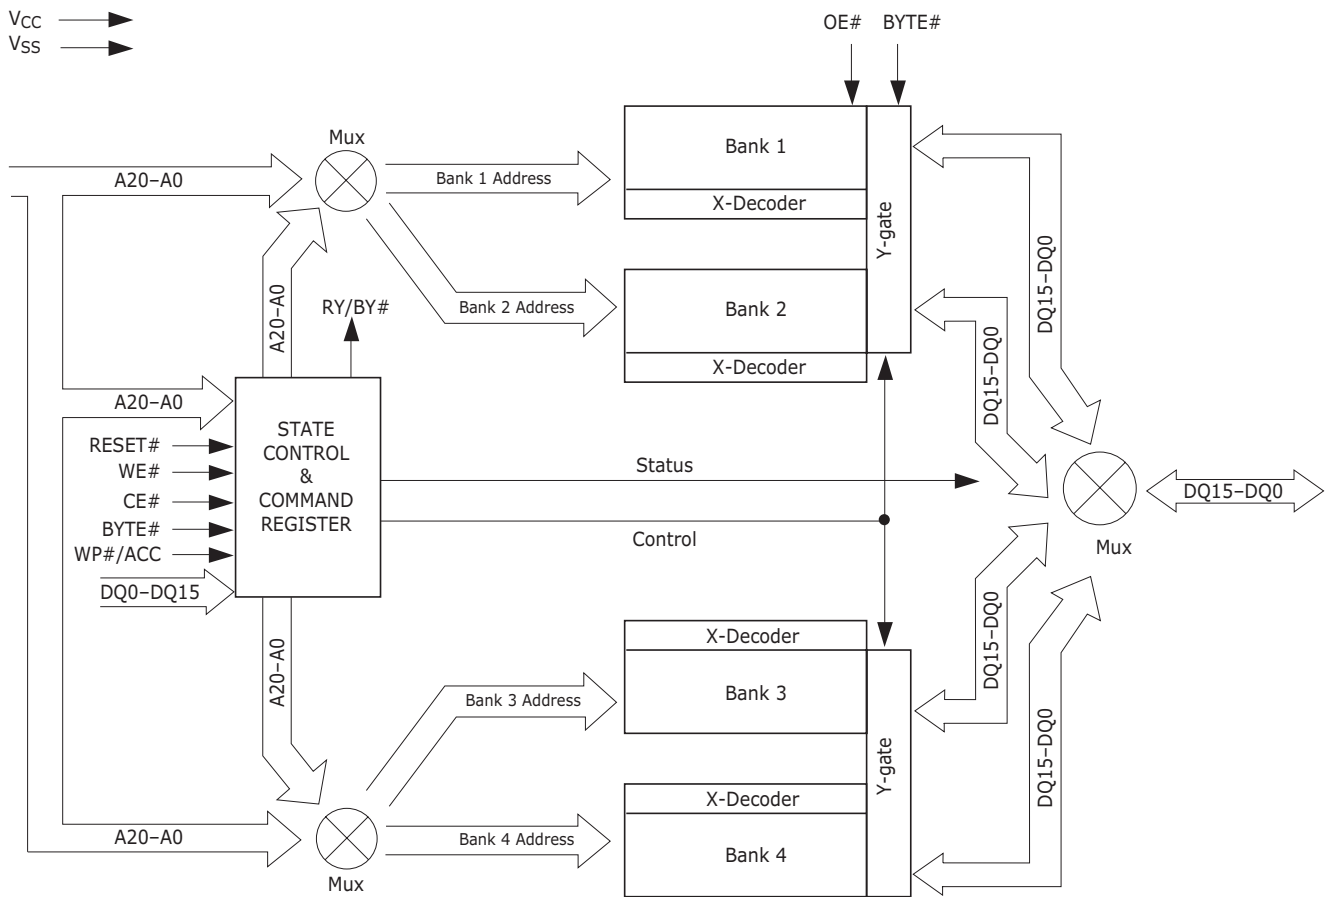 VCC
VSS
OE#
BYTE#
Mux
A20–A0
Bank 1 Address
Bank 1
X-Decoder
Y-gate
DQ15–DQ0
A20–A0
RY/BY#
Bank 2 Address
Bank 2
X-Decoder
DQ15–DQ0
A20–A0
RESET#
WE#
CE#
BYTE#
WP#/ACC
DQ0–DQ15
STATE
CONTROL
&
COMMAND
REGISTER
Status
Control
DQ15–DQ0
Mux
A20–A0
X-Decoder
Bank 3 Address
Bank 3
Y-gate
DQ15–DQ0
DQ15–DQ0
X-Decoder
A20–A0
Mux
Bank 4 Address
Bank 4